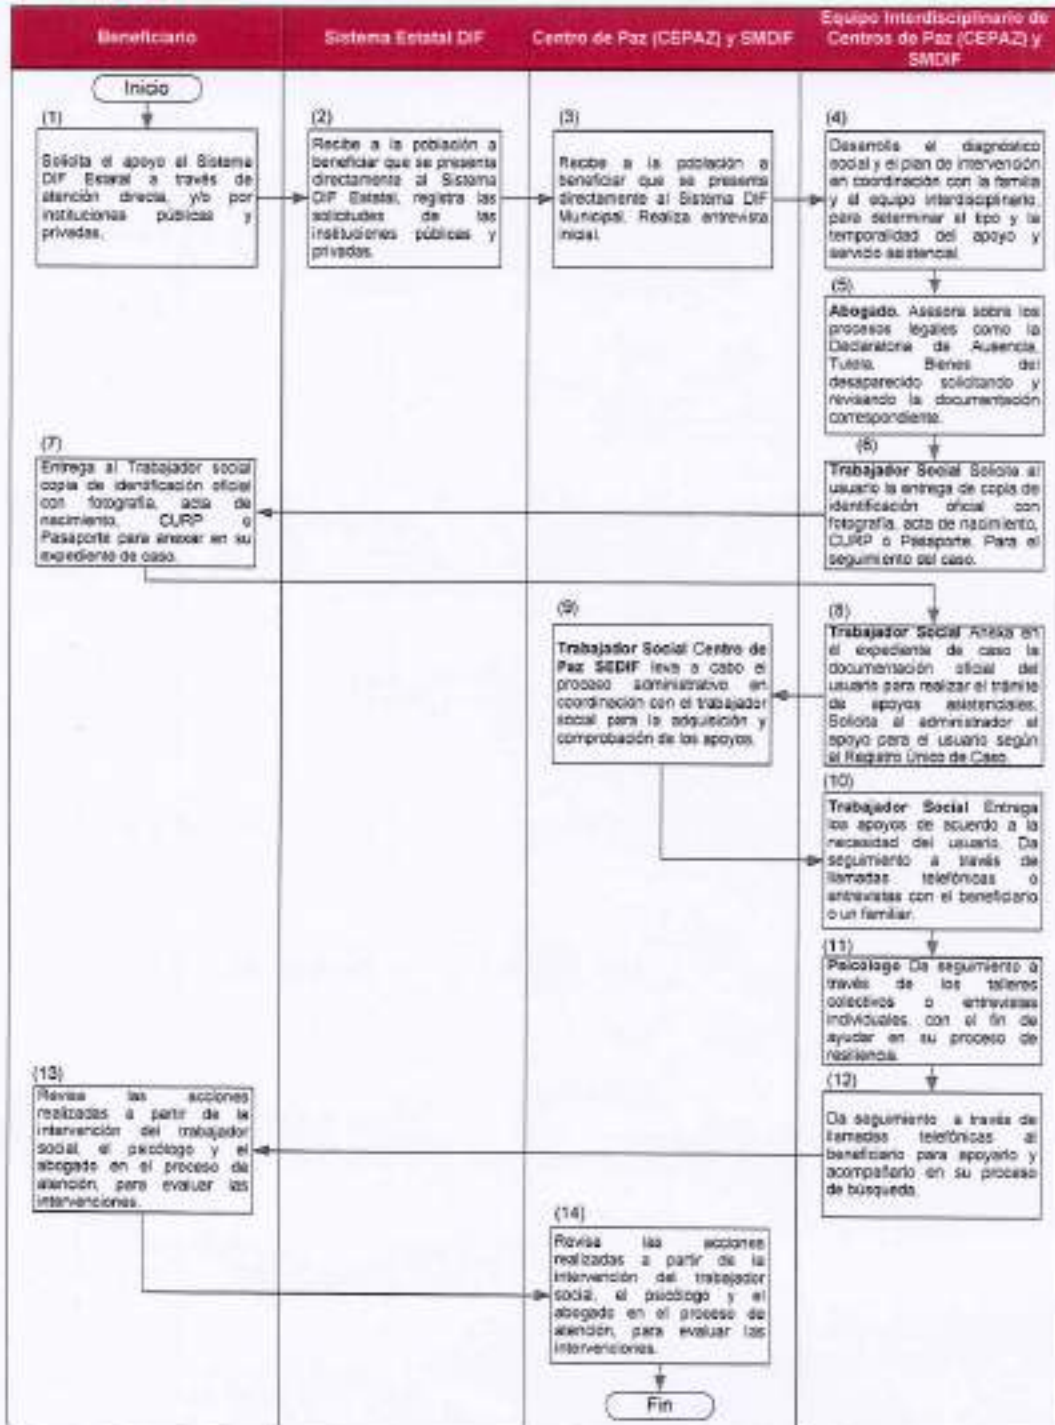 Beneficiario
Sistema Estatal DIF
Centro de Paz (CEPAZ) y SMDIF
Equipo Interdisciplinario de
Centros de Paz (CEPAZ) y
SMDIF
Inicio
(1)
Solicita el apoyo al Sistema
DIF Estatal a través de
atención directa, y/o por
instituciones públicas y
privadas.
(2)
Recibe a la población a
beneficiar que se presenta
directamente al Sistema
DIF Estatal, registra las
solicitudes de las
instituciones públicas y
privadas.
(3)
Recibe a la población a
beneficiar que se presenta
directamente al Sistema DIF
Municipal. Realiza entrevista
inicial.
(4)
Desarrolla el diagnóstico
social y el plan de intervención
en coordinación con la familia
y el equipo interdisciplinario,
para determinar el tipo y la
temporalidad del apoyo y
servicio asistencial.
(5)
Abogado. Asesora sobre los
procesos legales como la
Declaratoria de Ausencia,
Tutela, Bienes del
desaparecido solicitando y
revisando la documentación
correspondiente.
(6)
Trabajador Social Solicita al
usuario la entrega de copia de
identificación oficial con
fotografía, acta de nacimiento,
CURP o Pasaporte. Para el
seguimiento del caso.
(7)
Entrega al Trabajador social
copia de identificación oficial
con fotografía, acta de
nacimiento, CURP o
Pasaporte para anexar en su
expediente de caso.
(8)
Trabajador Social Anexa en
el expediente de caso la
documentación oficial del
usuario para realizar el trámite
de apoyos asistenciales.
Solicita al administrador el
apoyo para el usuario según
el Registro Único de Caso.
(9)
Trabajador Social Centro de
Paz SEDIF leva a cabo el
proceso administrativo en
coordinación con el trabajador
social para la adquisición y
comprobación de los apoyos.
(10)
Trabajador Social Entrega
los apoyos de acuerdo a la
necesidad del usuario. Da
seguimiento a través de
llamadas telefónicas o
entrevistas con el beneficiario
o un familiar.
(11)
Psicólogo Da seguimiento a
través de los talleres
colectivos o entrevistas
individuales, con el fin de
ayudar en su proceso de
resiliencia.
(12)
Da seguimiento a través de
llamadas telefónicas al
beneficiario para apoyarlo y
acompañarlo en su proceso
de búsqueda.
(13)
Revisa las acciones
realizadas a partir de la
intervención del trabajador
social, el psicólogo y el
abogado en el proceso de
atención, para evaluar las
intervenciones.
(14)
Revisa las acciones
realizadas a partir de la
intervención del trabajador
social, el psicólogo y el
abogado en el proceso de
atención, para evaluar las
intervenciones.
Fin